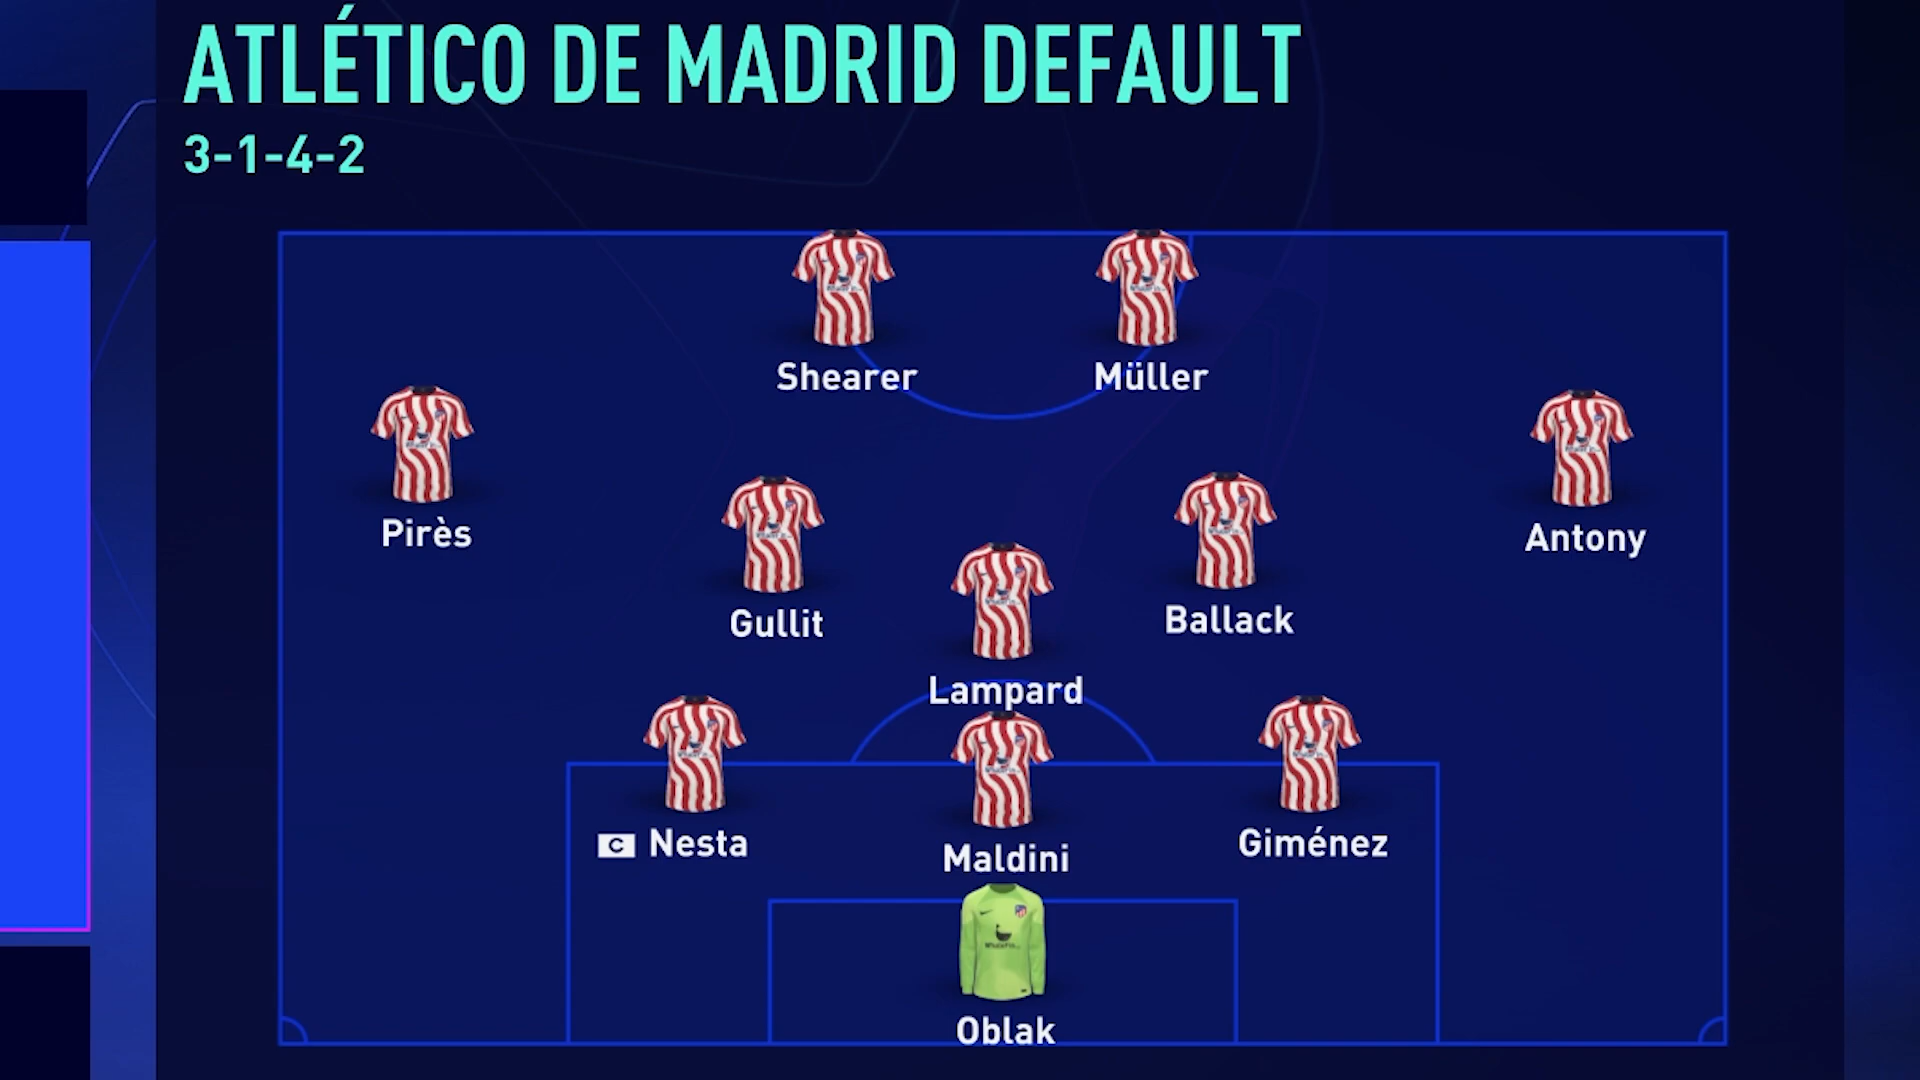 ATLÉTICO DE MADRID DEFAULT
3-1-4-2
Shearer
Müller
Pirès
Antony
Gullit
Ballack
Lampard
C Nesta
Maldini
Giménez
Oblak